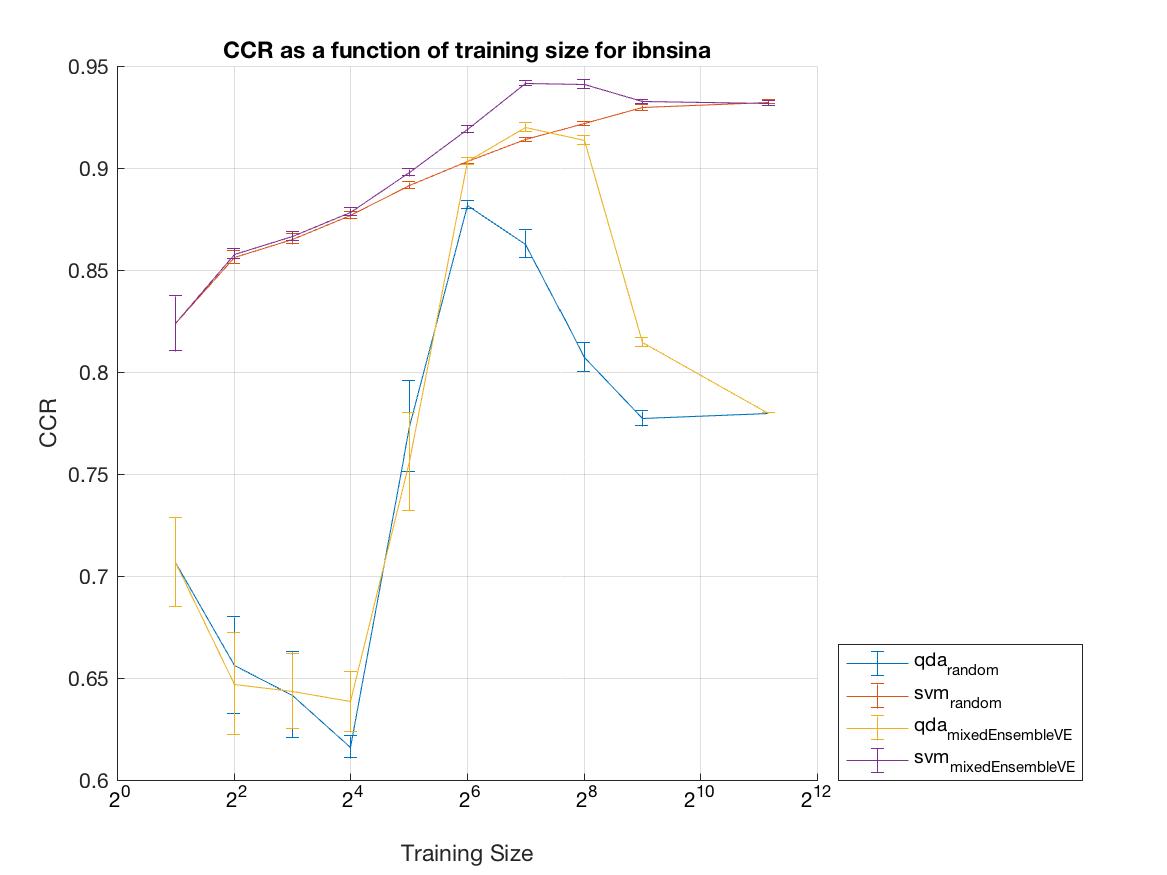 CCR as a function of training size for ibnsina
0.95
0.9
0.85
0.8
0.75
0.7
0.65
0.6
CCR
2^0 2^2 2^4 2^6 2^8 2^10 2^12
Training Size
qda_random
svm_random
qda_mixedEnsembleVE
svm_mixedEnsembleVE